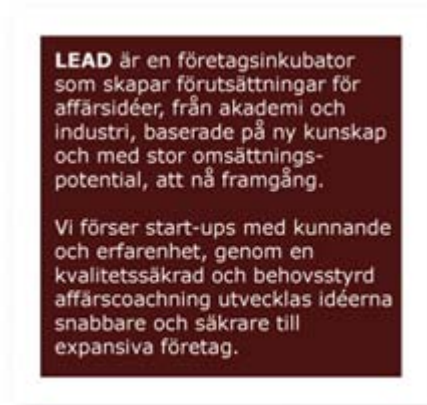 LEAD är en företagsinkubator
som skapar förutsättningar för
affärsidéer, från akademi och
industri, baserade på ny kunskap
och med stor omsättnings-
potential, att nå framgång.
Vi förser start-ups med kunnande
och erfarenhet, genom en
kvalitetssäkrad och behovsstyrd
affärscoachning utvecklas idéerna
snabbare och säkrare till
expansiva företag.